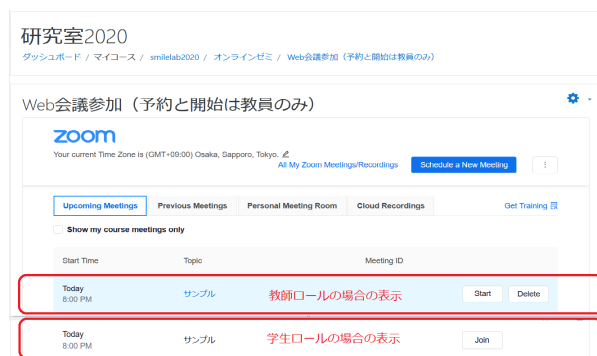 研究室2020
ダッシュボード / マイコース / smilelab2020 / オンラインゼミ / Web会議参加（予約と開始は教員のみ）
Web会議参加（予約と開始は教員のみ）
zoom
Your current Time Zone is (GMT+09:00) Osaka, Sapporo, Tokyo.
All My Zoom Meetings/Recordings Schedule a New Meeting
Upcoming Meetings Previous Meetings Personal Meeting Room Cloud Recordings Get Training
Show my course meetings only
Start Time Topic Meeting ID
Today
8:00 PM サンプル 教師ロールの場合の表示 Start Delete
Today
8:00 PM サンプル 学生ロールの場合の表示 Join